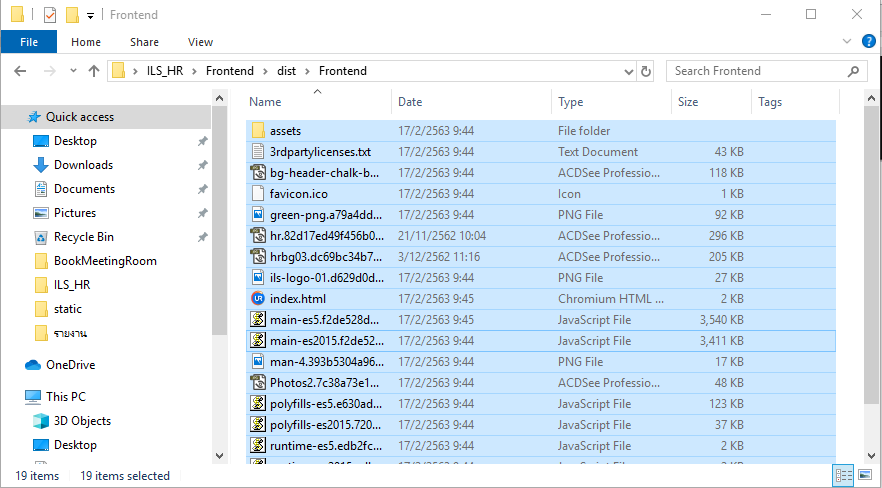 Frontend
File Home Share View
ILS_HR Frontend dist Frontend Search Frontend
Name Date Type Size Tags
Quick access
Desktop
Downloads
Documents
Pictures
Recycle Bin
BookMeetingRoom
ILS_HR
static
รายงาน
OneDrive
This PC
3D Objects
Desktop
assets 17/2/2563 9:44 File folder
3rdpartylicenses.txt 17/2/2563 9:44 Text Document 43 KB
bg-header-chalk-b... 17/2/2563 9:44 ACDSee Professio... 118 KB
favicon.ico 17/2/2563 9:44 Icon 1 KB
green-png.a79a4dd... 17/2/2563 9:44 PNG File 92 KB
hr.82d17ed49f456b0... 21/11/2562 10:04 ACDSee Professio... 296 KB
hrbg03.dc69bc34b7... 3/12/2562 11:16 ACDSee Professio... 205 KB
ils-logo-01.d629d0d... 17/2/2563 9:44 PNG File 27 KB
index.html 17/2/2563 9:45 Chromium HTML ... 2 KB
main-es5.f2de528d... 17/2/2563 9:45 JavaScript File 3,540 KB
main-es2015.f2de52... 17/2/2563 9:44 JavaScript File 3,411 KB
man-4.393b5304a96... 17/2/2563 9:44 PNG File 17 KB
Photos2.7c38a73e1... 17/2/2563 9:44 ACDSee Professio... 48 KB
polyfills-es5.e630ad... 17/2/2563 9:44 JavaScript File 123 KB
polyfills-es2015.720... 17/2/2563 9:44 JavaScript File 37 KB
runtime-es5.edb2fc... 17/2/2563 9:44 JavaScript File 2 KB
19 items 19 items selected